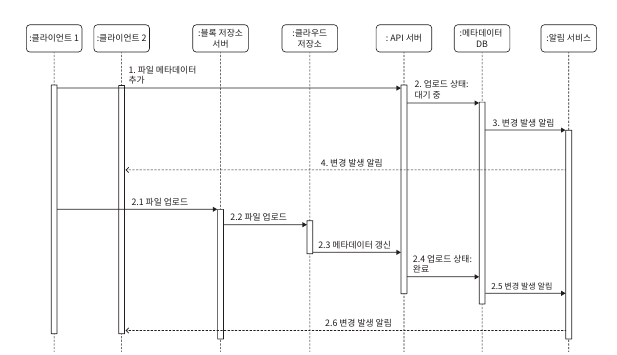 :클라이언트 1
:클라이언트 2
:블록 저장소
서버
:클라우드
저장소
: API 서버
:메타데이터
DB
:알림 서비스
1. 파일 메타데이터
추가
2. 업로드 상태:
대기 중
3. 변경 발생 알림
4. 변경 발생 알림
2.1 파일 업로드
2.2 파일 업로드
2.3 메타데이터 갱신
2.4 업로드 상태:
완료
2.5 변경 발생 알림
2.6 변경 발생 알림